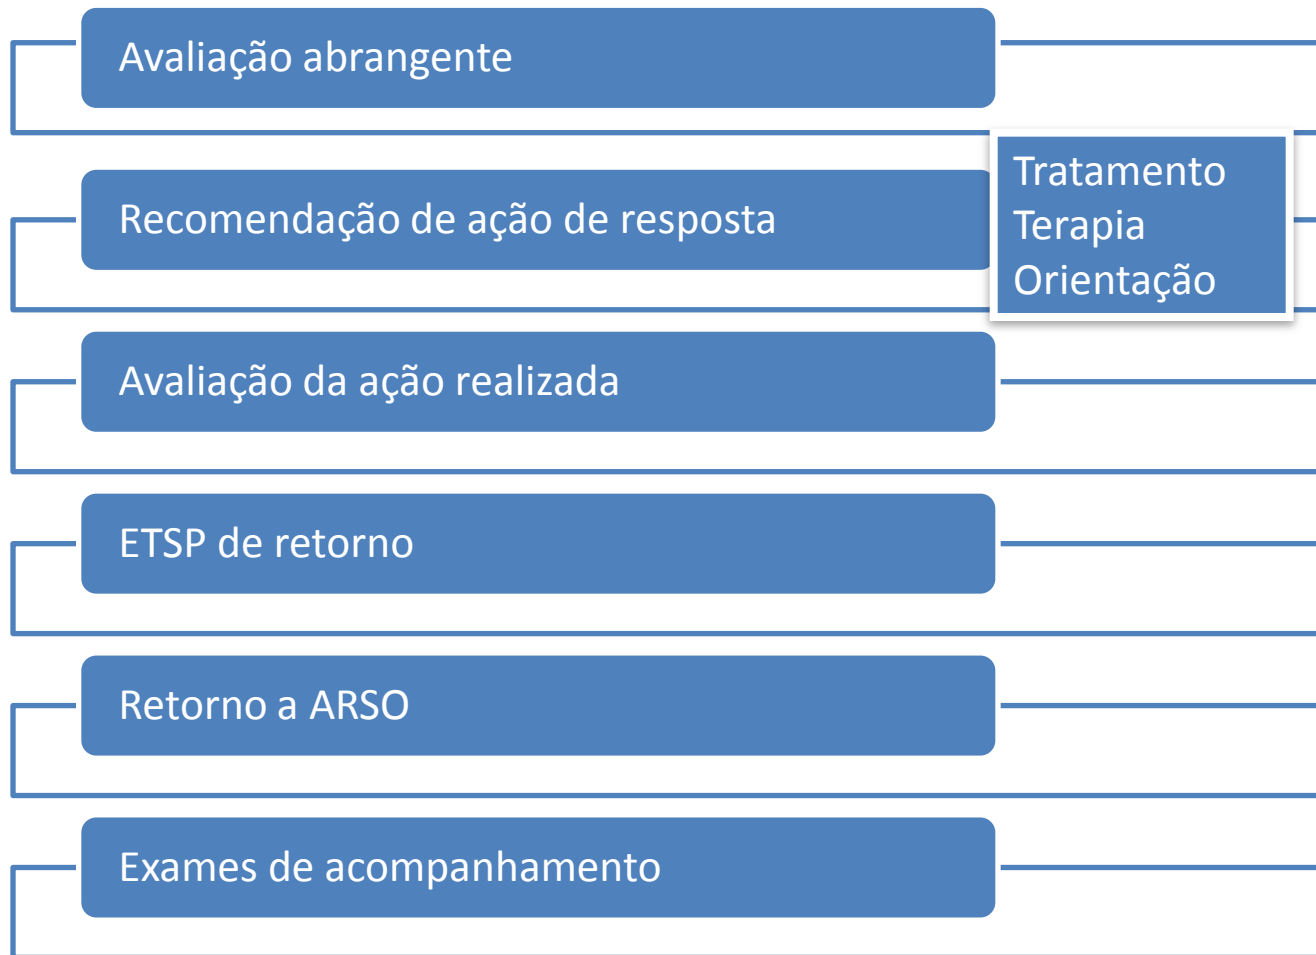 Avaliação abrangente
Recomendação de ação de resposta
Tratamento
Terapia
Orientação
Avaliação da ação realizada
ETSP de retorno
Retorno a ARSO
Exames de acompanhamento